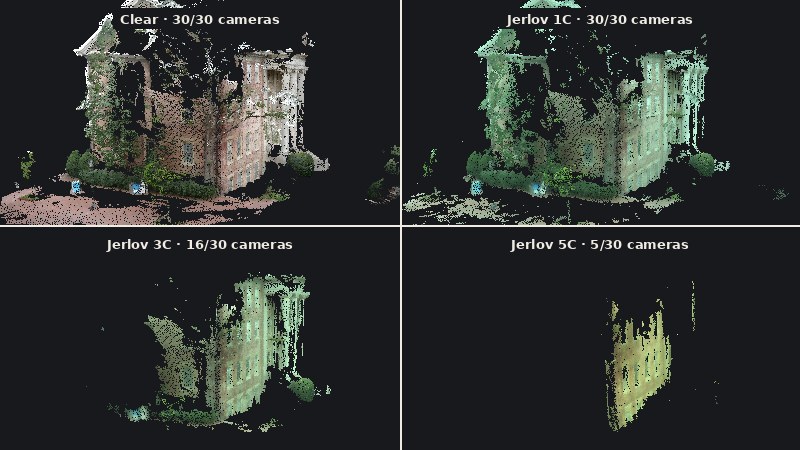 Clear · 30/30 cameras
Jerlov 1C · 30/30 cameras
Jerlov 3C · 16/30 cameras
Jerlov 5C · 5/30 cameras